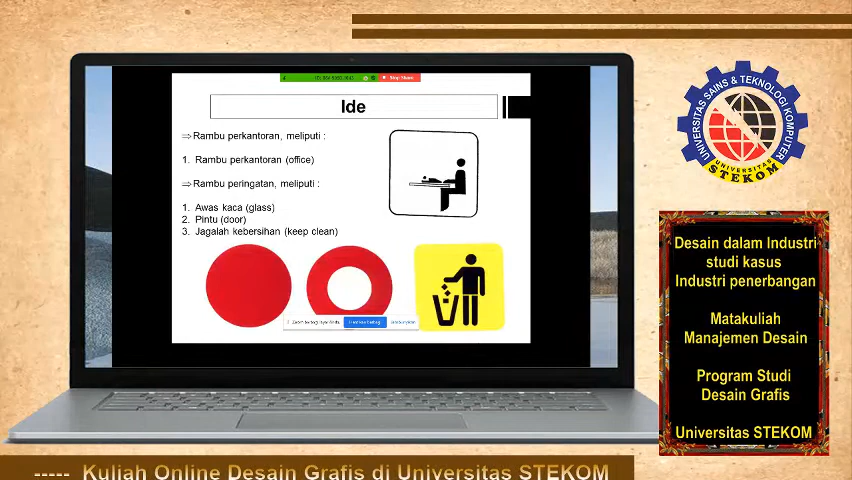 Stop Share
Ide
⇒ Rambu perkantoran, meliputi :
1. Rambu perkantoran (office)
⇒ Rambu peringatan, meliputi :
1. Awas kaca (glass)
2. Pintu (door)
3. Jagalah kebersihan (keep clean)
UNIVERSITAS SAINS & TEKNOLOGI KOMPUTER
UNIVERSITAS
STEKOM
Desain dalam Industri
studi kasus
Industri penerbangan
Matakuliah
Manajemen Desain
Program Studi
Desain Grafis
Universitas STEKOM
----- Kuliah Online Desain Grafis di Universitas STEKOM